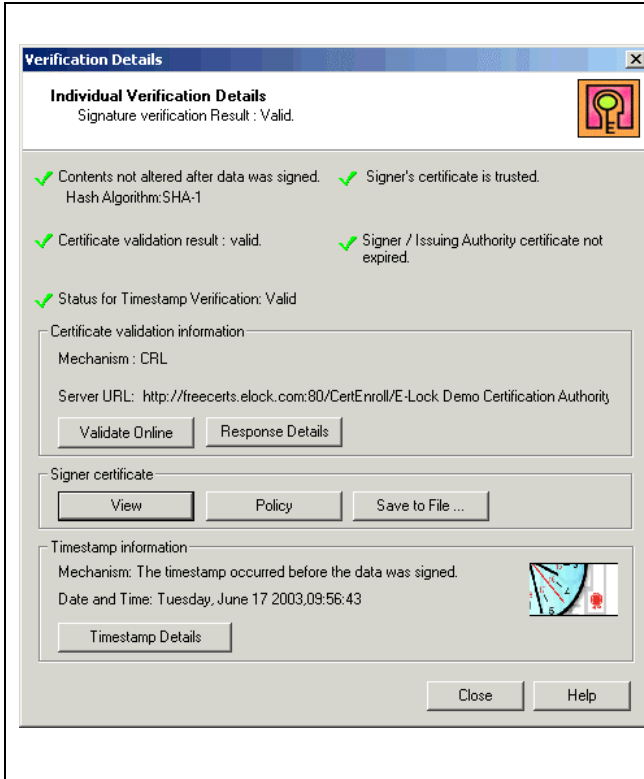 Verification Details
Individual Verification Details
Signature verification Result : Valid.
Contents not altered after data was signed.
Hash Algorithm:SHA-1
Signer's certificate is trusted.
Certificate validation result : valid.
Signer / Issuing Authority certificate not
expired.
Status for Timestamp Verification: Valid
Certificate validation information
Mechanism : CRL
Server URL: http://freecerts.elock.com:80/CertEnroll/E-Lock Demo Certification Authority
Validate Online
Response Details
Signer certificate
View
Policy
Save to File ...
Timestamp information
Mechanism: The timestamp occurred before the data was signed.
Date and Time: Tuesday, June 17 2003,09:56:43
Timestamp Details
Close
Help